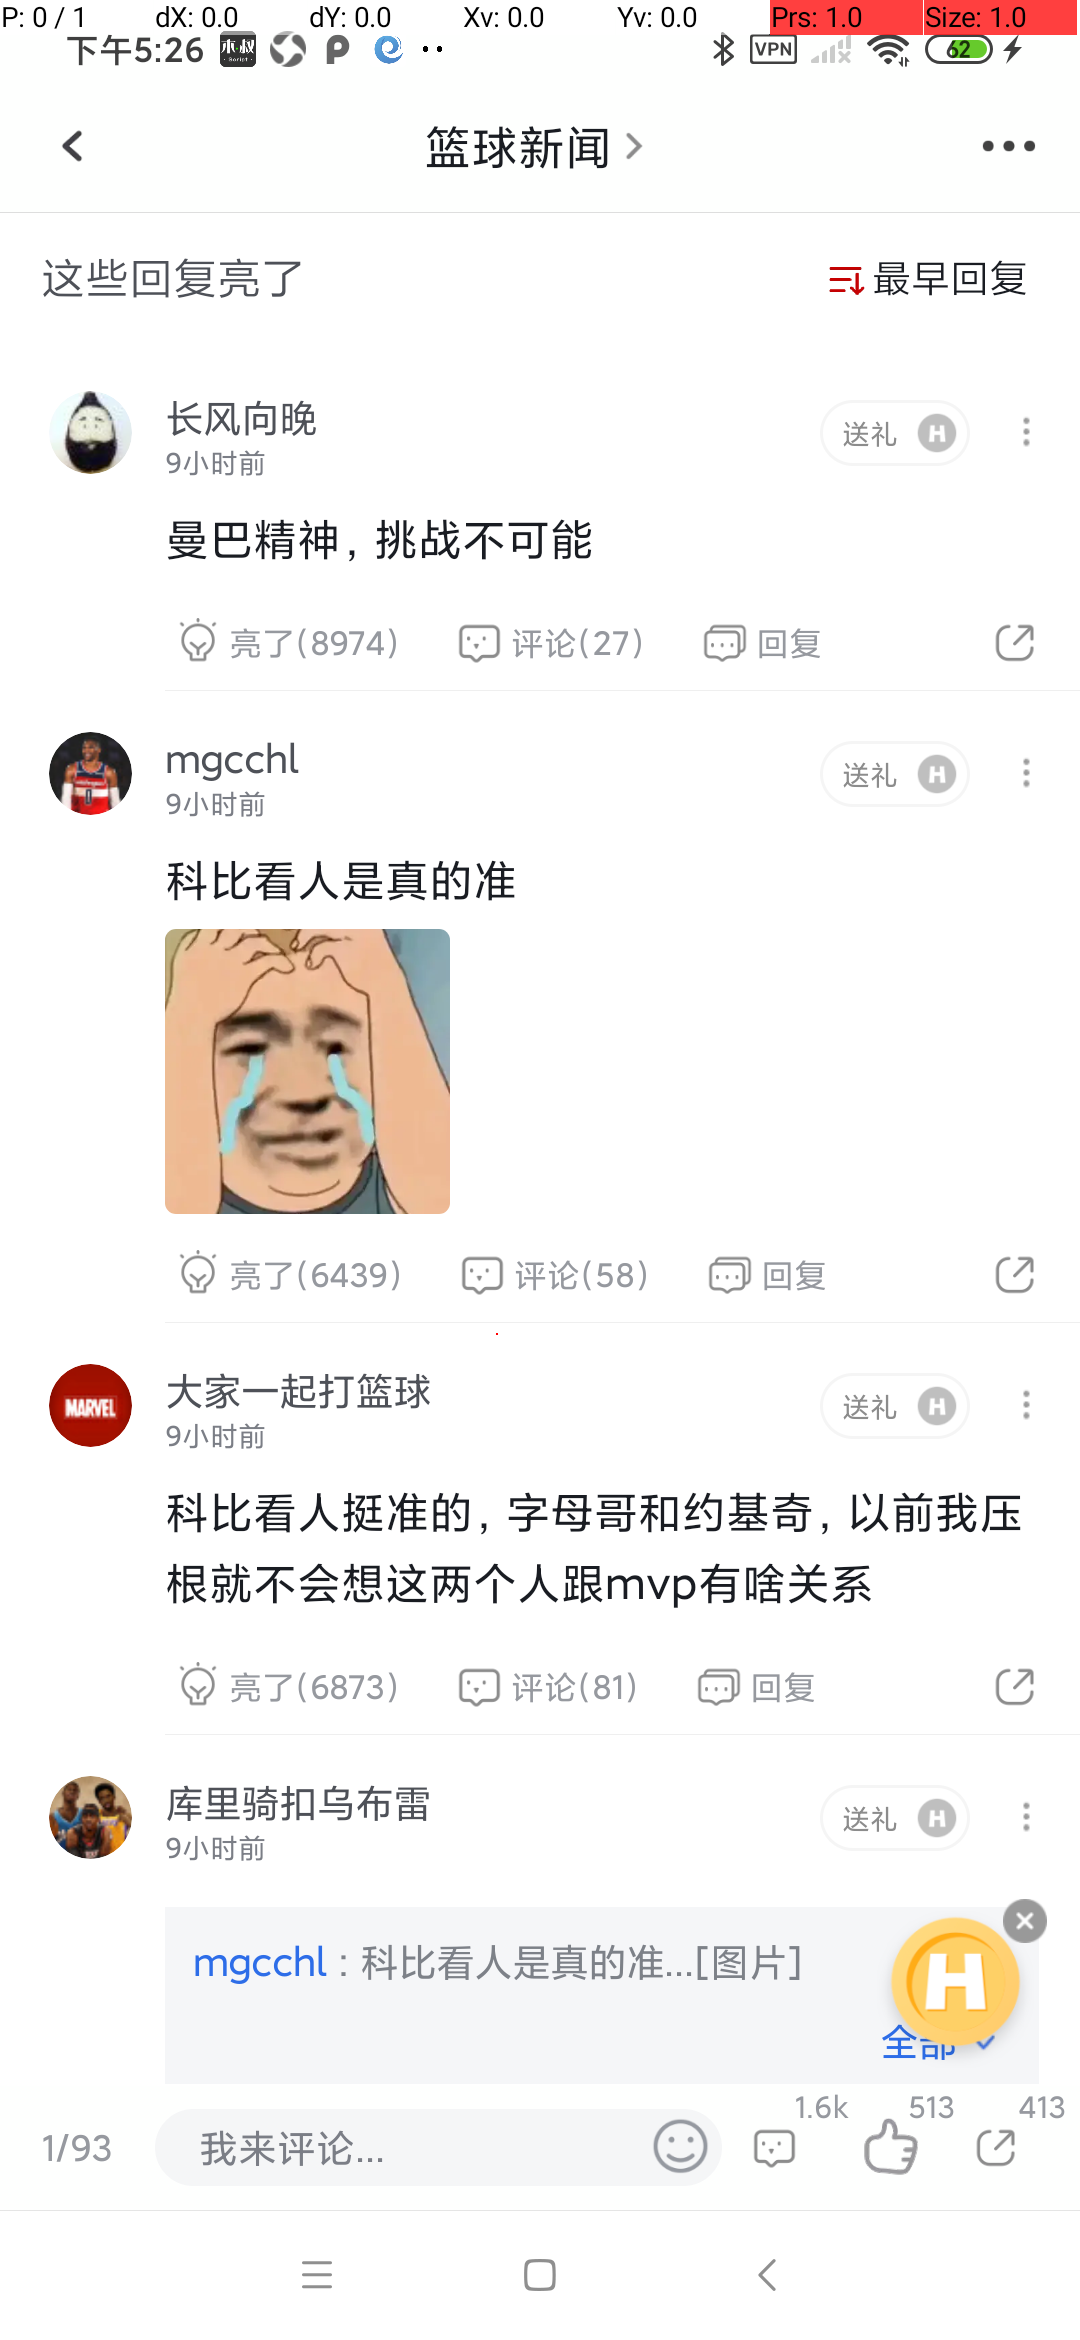 P: 0 / 1 dX: 0.0 dY: 0.0 Xv: 0.0 Yv: 0.0 Prs: 1.0 Size: 1.0
下午5:26 VPN 62
篮球新闻
这些回复亮了 最早回复
长风向晚
9小时前
送礼 H
曼巴精神，挑战不可能
亮了(8974) 评论(27) 回复
mgcchl
9小时前
送礼 H
科比看人是真的准
亮了(6439) 评论(58) 回复
MARVEL
大家一起打篮球
9小时前
送礼 H
科比看人挺准的，字母哥和约基奇，以前我压
根就不会想这两个人跟mvp有啥关系
亮了(6873) 评论(81) 回复
库里骑扣乌布雷
9小时前
送礼 H
mgcchl : 科比看人是真的准...[图片]
H
全部
1/93 我来评论... 1.6k 513 413